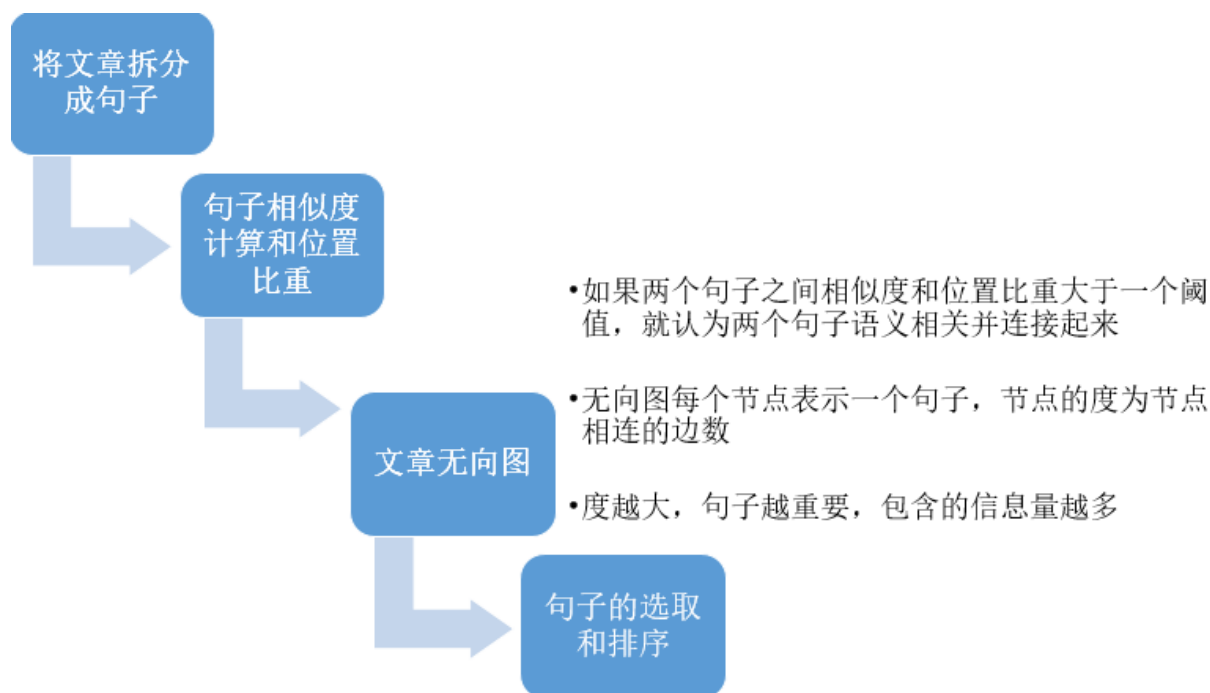 将文章拆分
成句子
句子相似度
计算和位置
比重
•如果两个句子之间相似度和位置比重大于一个阈
值，就认为两个句子语义相关并连接起来
•无向图每个节点表示一个句子，节点的度为节点
相连的边数
文章无向图
•度越大，句子越重要，包含的信息量越多
句子的选取
和排序